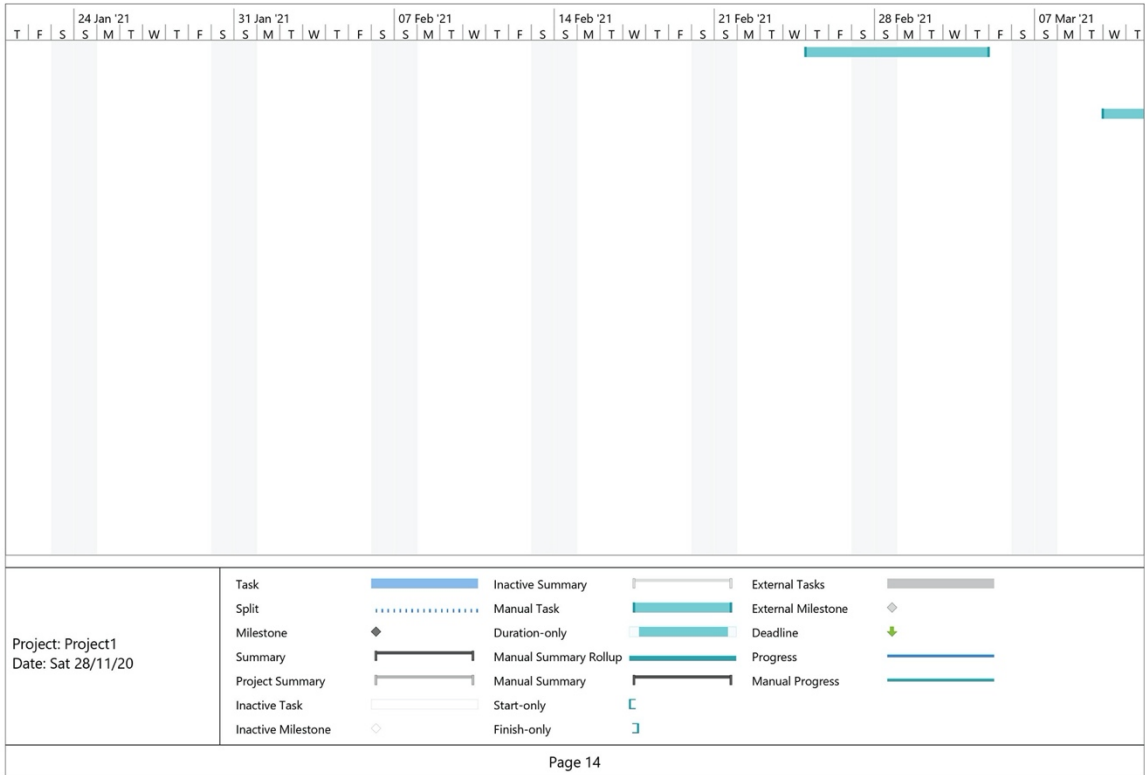 24 Jan '21 31 Jan '21 07 Feb '21 14 Feb '21 21 Feb '21 28 Feb '21 07 Mar '21
T F S S M T W T F S S M T W T F S S M T W T F S S M T W T F S S M T W T F S S M T W T F S S M T W T
Task Inactive Summary External Tasks
Split Manual Task External Milestone
Milestone Duration-only Deadline
Summary Manual Summary Rollup Progress
Project Summary Manual Summary Manual Progress
Inactive Task Start-only
Inactive Milestone Finish-only
Project: Project1
Date: Sat 28/11/20
Page 14